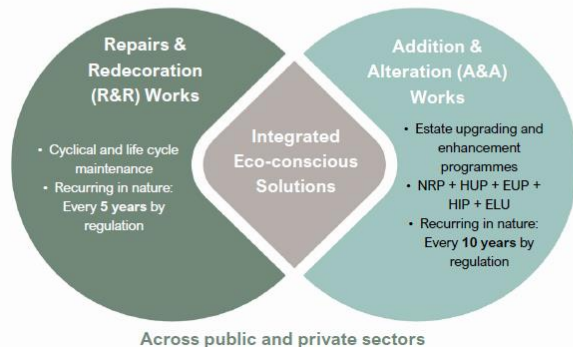 Repairs &
Redecoration
(R&R) Works
• Cyclical and life cycle
maintenance
• Recurring in nature:
Every 5 years by
regulation
Integrated
Eco-conscious
Solutions
Addition &
Alteration (A&A)
Works
• Estate upgrading and
enhancement
programmes
• NRP + HUP + EUP +
HIP + ELU
• Recurring in nature:
Every 10 years by
regulation
Across public and private sectors